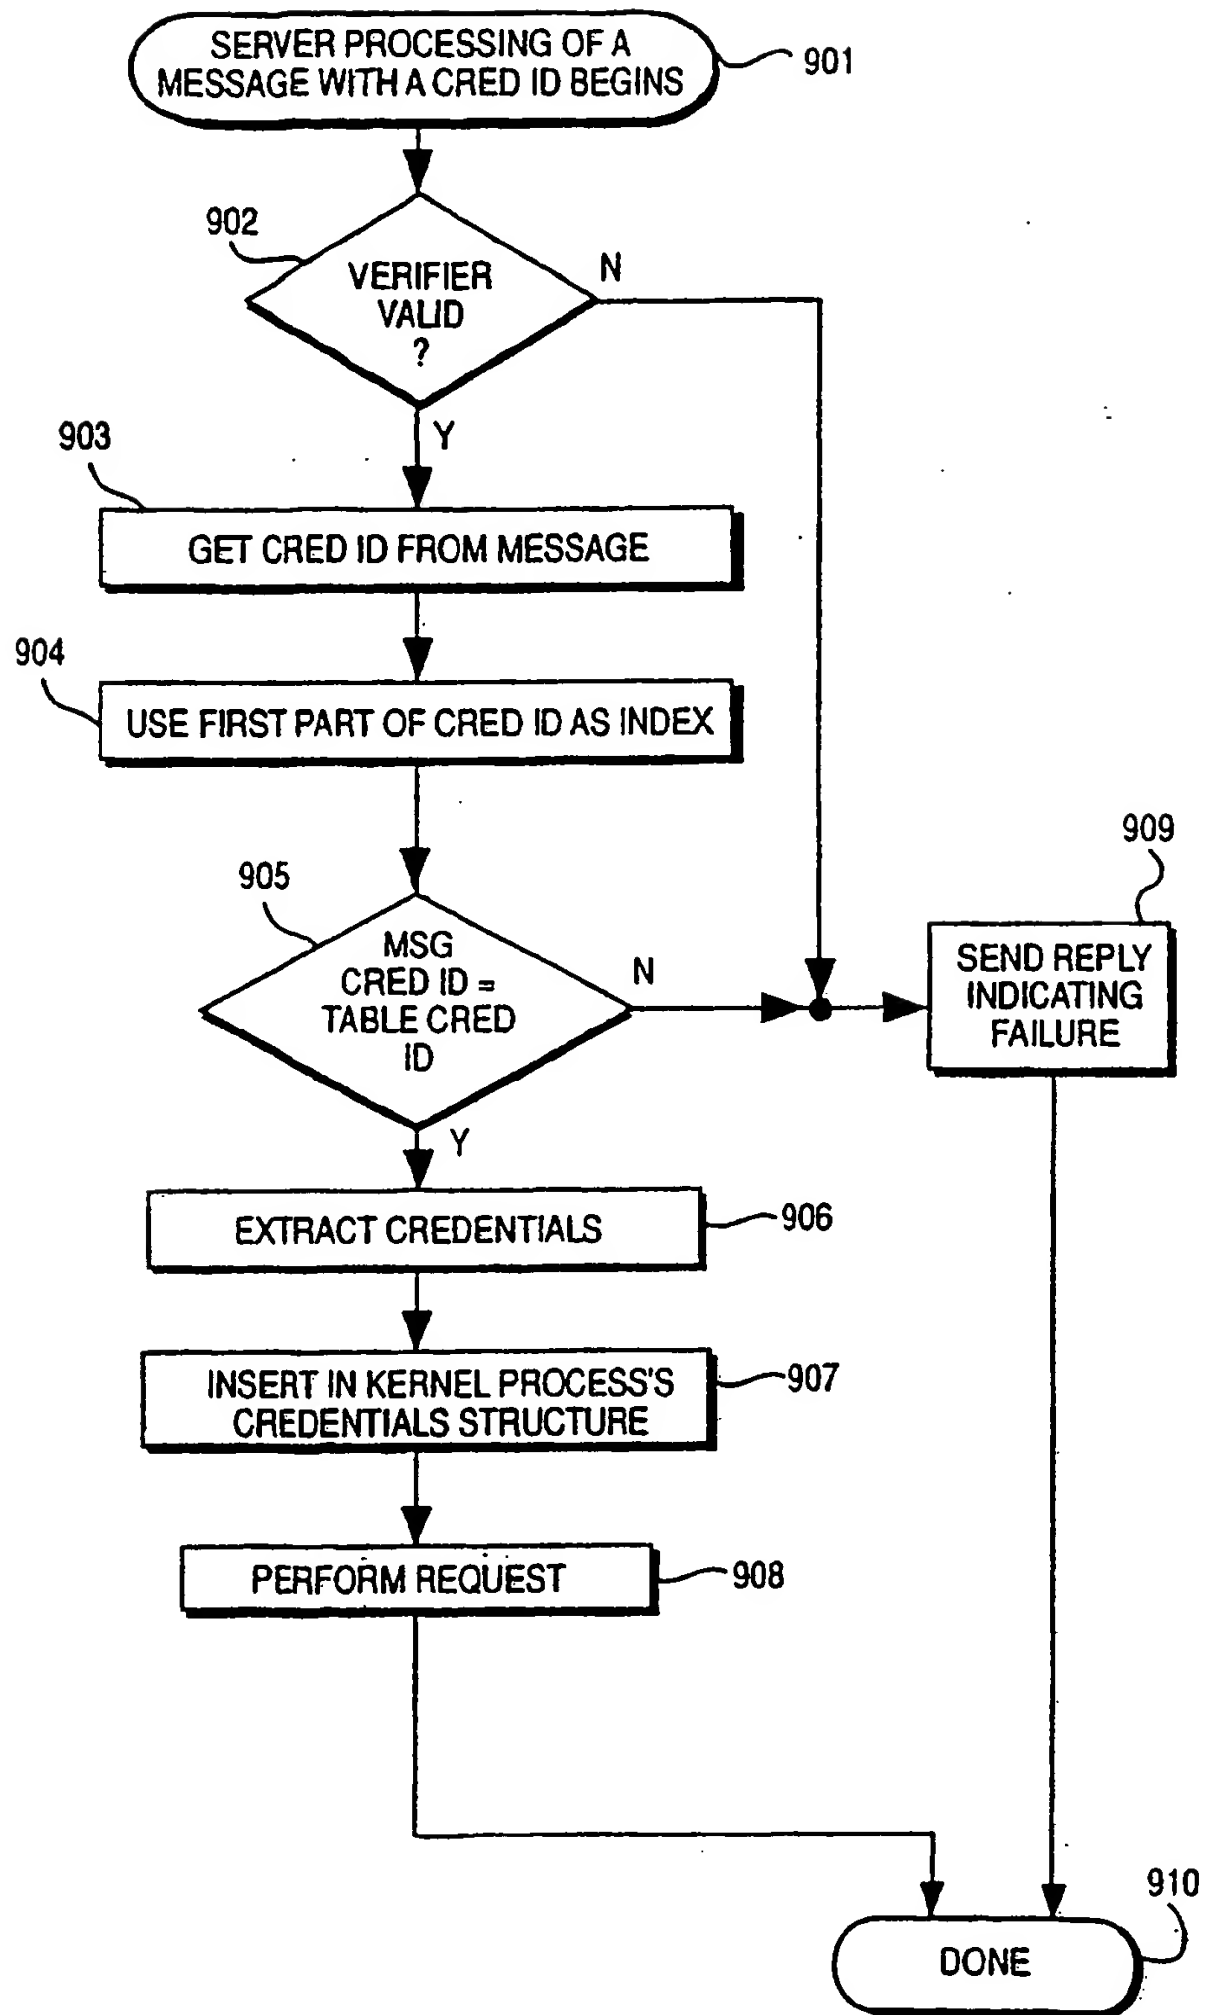 SERVER PROCESSING OF A
MESSAGE WITH A CRED ID BEGINS
901
902
VERIFIER
VALID
?
N
Y
903
GET CRED ID FROM MESSAGE
904
USE FIRST PART OF CRED ID AS INDEX
905
MSG
CRED ID =
TABLE CRED
ID
N
Y
909
SEND REPLY
INDICATING
FAILURE
EXTRACT CREDENTIALS
906
INSERT IN KERNEL PROCESS'S
CREDENTIALS STRUCTURE
907
PERFORM REQUEST
908
910
DONE